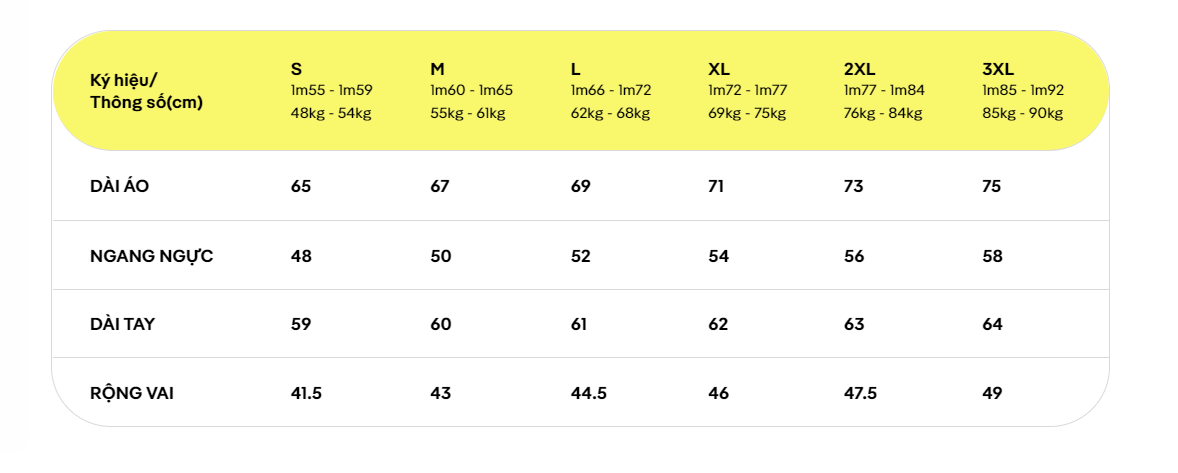 Ký hiệu/
Thông số(cm)
S M L XL 2XL 3XL
1m55 - 1m59 1m60 - 1m65 1m66 - 1m72 1m72 - 1m77 1m77 - 1m84 1m85 - 1m92
48kg - 54kg 55kg - 61kg 62kg - 68kg 69kg - 75kg 76kg - 84kg 85kg - 90kg
DÀI ÁO 65 67 69 71 73 75
NGANG NGỰC 48 50 52 54 56 58
DÀI TAY 59 60 61 62 63 64
RỘNG VAI 41.5 43 44.5 46 47.5 49